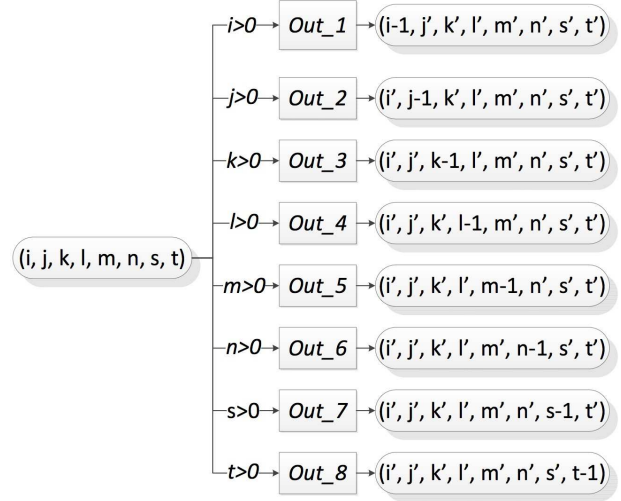 i>0 Out_1 (i-1, j’, k’, l’, m’, n’, s’, t’)
j>0 Out_2 (i’, j-1, k’, l’, m’, n’, s’, t’)
k>0 Out_3 (i’, j’, k-1, l’, m’, n’, s’, t’)
l>0 Out_4 (i’, j’, k’, l-1, m’, n’, s’, t’)
(i, j, k, l, m, n, s, t)
m>0 Out_5 (i’, j’, k’, l’, m-1, n’, s’, t’)
n>0 Out_6 (i’, j’, k’, l’, m’, n-1, s’, t’)
s>0 Out_7 (i’, j’, k’, l’, m’, n’, s-1, t’)
t>0 Out_8 (i’, j’, k’, l’, m’, n’, s’, t-1)